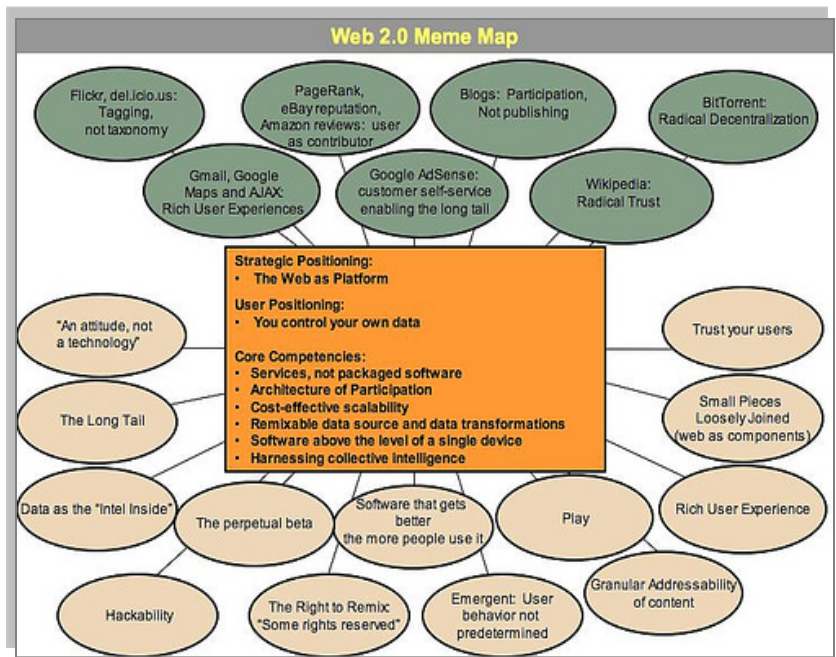 Web 2.0 Meme Map
Flickr, del.icio.us:
Tagging,
not taxonomy
PageRank,
eBay reputation,
Amazon reviews: user
as contributor
Blogs: Participation,
Not publishing
BitTorrent:
Radical Decentralization
Gmail, Google
Maps and AJAX:
Rich User Experiences
Google AdSense:
customer self-service
enabling the long tail
Wikipedia:
Radical Trust
Strategic Positioning:
• The Web as Platform
User Positioning:
• You control your own data
Core Competencies:
• Services, not packaged software
• Architecture of Participation
• Cost-effective scalability
• Remixable data source and data transformations
• Software above the level of a single device
• Harnessing collective intelligence
“An attitude, not
a technology”
Trust your users
The Long Tail
Small Pieces
Loosely Joined
(web as components)
Data as the “Intel Inside”
The perpetual beta
Software that gets
better
the more people use it
Play
Rich User Experience
Hackability
The Right to Remix:
“Some rights reserved”
Emergent: User
behavior not
predetermined
Granular Addressability
of content